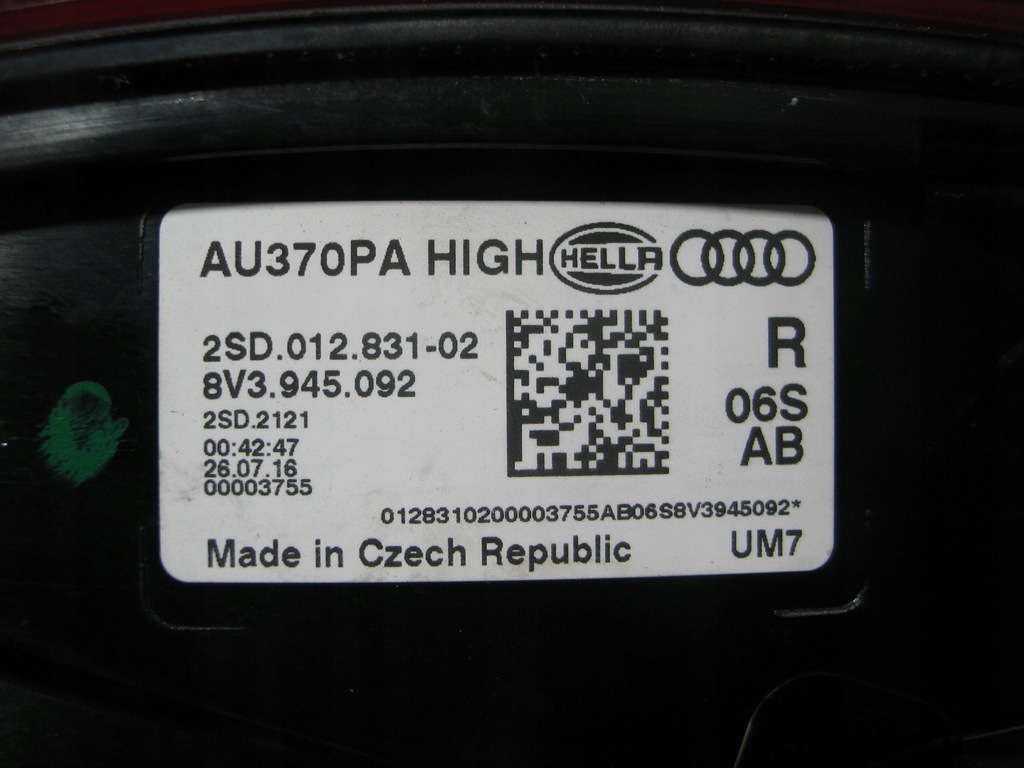 AU370PA HIGH HELLA
2SD.012.831-02
R
8V3.945.092
06S
2SD.2121
AB
00:42:47
26.07.16
00003755
0128310200003755AB06S8V3945092*
Made in Czech Republic
UM7